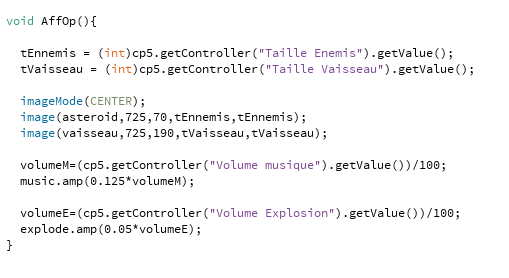 void AffOp(){
tEnnemis = (int)cp5.getController("Taille Enemis").getValue();
tVaisseau = (int)cp5.getController("Taille Vaisseau").getValue();
imageMode(CENTER);
image(asteroid,725,70,tEnnemis,tEnnemis);
image(vaisseau,725,190,tVaisseau,tVaisseau);
volumeM=(cp5.getController("Volume musique").getValue())/100;
music.amp(0.125*volumeM);
volumeE=(cp5.getController("Volume Explosion").getValue())/100;
explode.amp(0.05*volumeE);
}